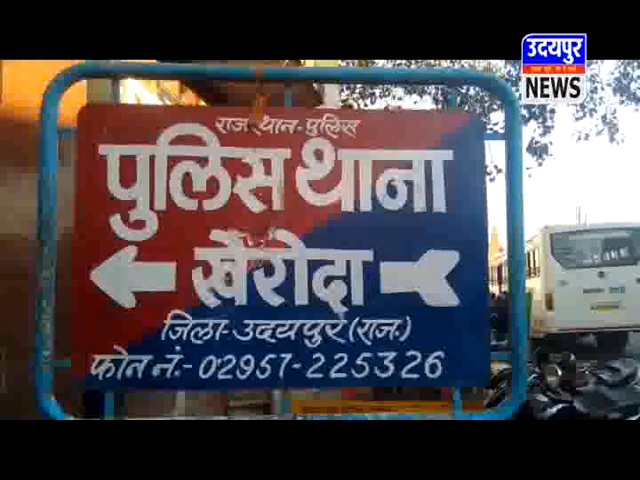 उदयपुर
NEWS
राजस्थान-पुलिस
पुलिस थाना
खेरोदा
जिला-उदयपुर (राज.)
फोन नं.:- 02957-225326